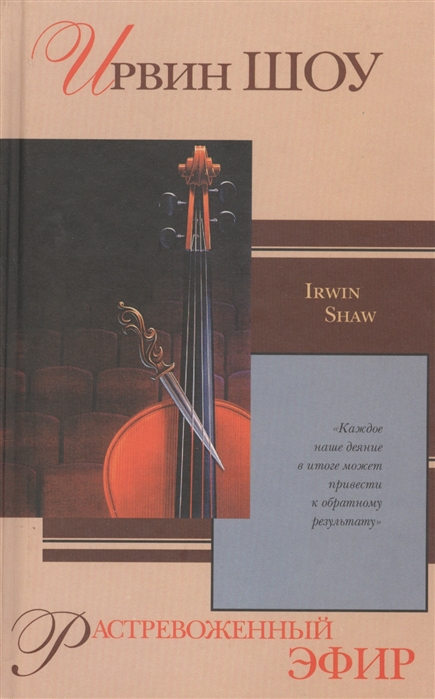 Ирвин Шоу
Irwin
Shaw
«Каждое
наше деяние
в итоге может
привести
к обратному
результату»
Растревоженный
эфир